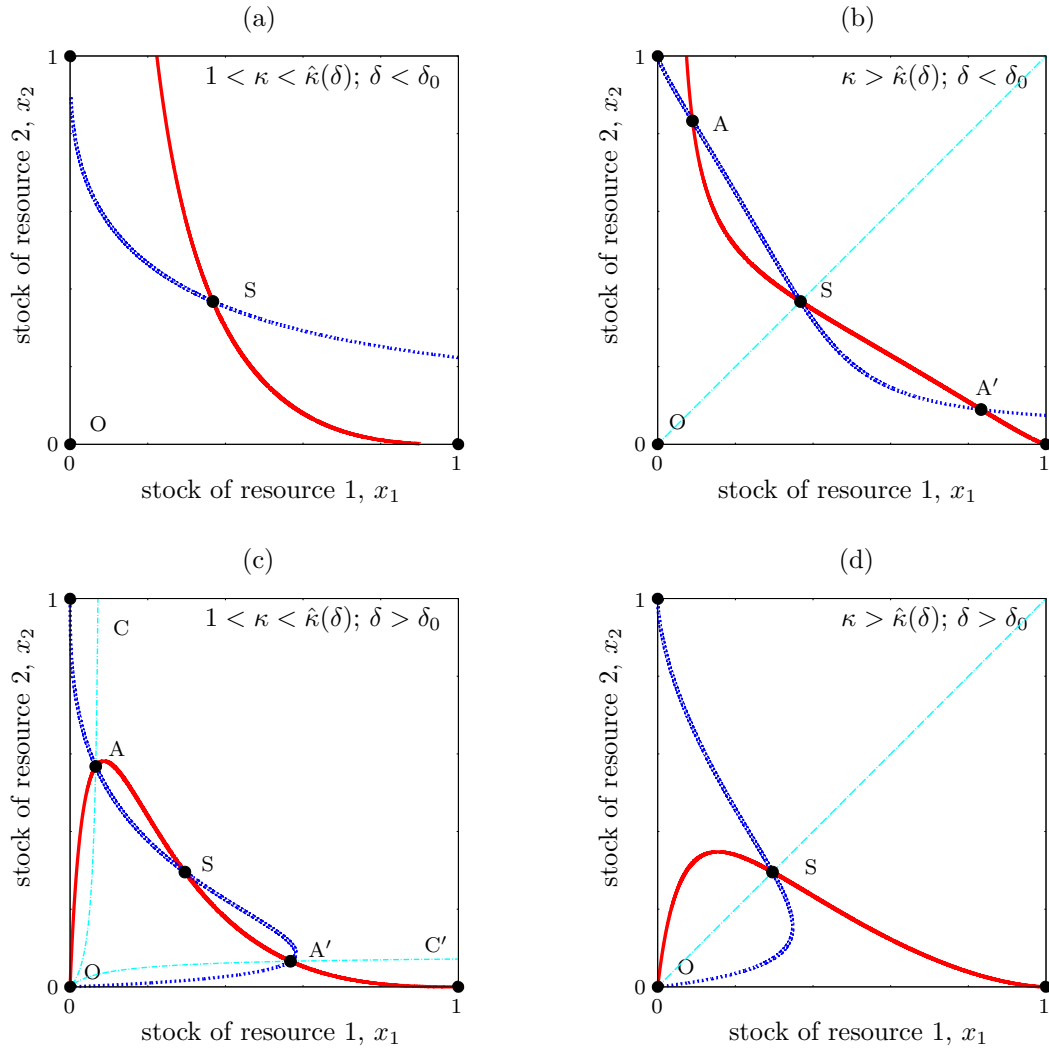 (a)
1 < κ < κ̂(δ); δ < δ₀
1
stock of resource 2, x₂
S
O
0
0
1
stock of resource 1, x₁
(b)
κ > κ̂(δ); δ < δ₀
1
stock of resource 2, x₂
A
S
A′
O
0
0
1
stock of resource 1, x₁
(c)
1 < κ < κ̂(δ); δ > δ₀
1
stock of resource 2, x₂
C
A
S
A′
C′
O
0
0
1
stock of resource 1, x₁
(d)
κ > κ̂(δ); δ > δ₀
1
stock of resource 2, x₂
S
O
0
0
1
stock of resource 1, x₁